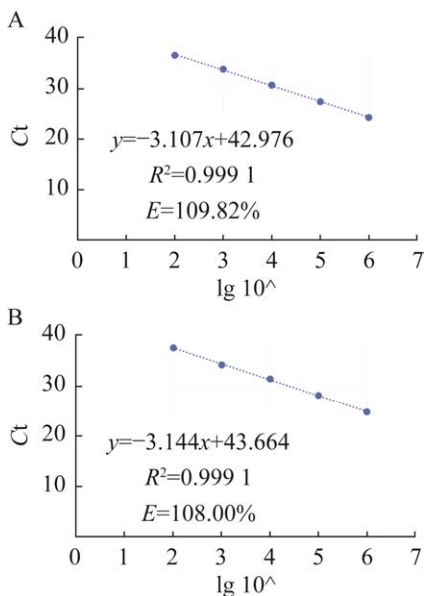 A
40
30
20
10
Ct
y=−3.107x+42.976
R²=0.999 1
E=109.82%
0 1 2 3 4 5 6 7
lg 10^
B
40
30
20
10
Ct
y=−3.144x+43.664
R²=0.999 1
E=108.00%
0 1 2 3 4 5 6 7
lg 10^